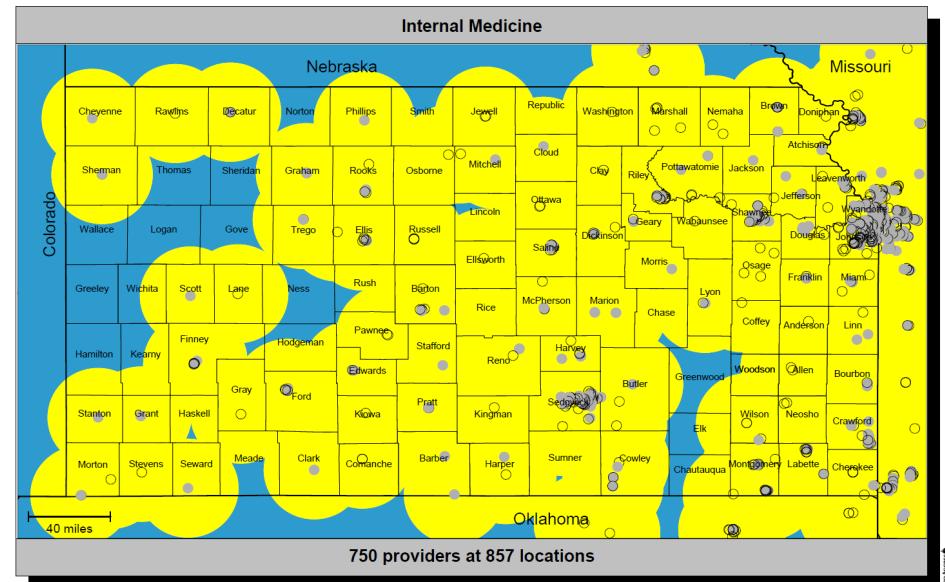 Internal Medicine
Nebraska
Missouri
Colorado
Cheyenne Rawlins Decatur Norton Phillips Smith Jewell Republic Washington Marshall Nemaha Brown Doniphan
Atchison
Sherman Thomas Sheridan Graham Rooks Osborne Mitchell Cloud Clay Riley Pottawatomie Jackson Jefferson Leavenworth
Wyandotte
Ottawa
Lincoln
Wallace Logan Gove Trego Ellis Russell Saline Dickinson Geary Wabaunsee Shawnee Douglas
Ellsworth
Morris Osage Franklin Miami
Greeley Wichita Scott Lane Ness Rush Barton Rice McPherson Marion Chase Lyon
Coffey Anderson Linn
Hamilton Kearny Finney Hodgeman Pawnee Stafford Reno Harvey
Edwards
Gray Ford Butler Greenwood Woodson Allen Bourbon
Stanton Grant Haskell Kiowa Pratt Kingman Sedgwick Elk Wilson Neosho Crawford
Morton Stevens Seward Meade Clark Comanche Barber Harper Sumner Cowley Chautauqua Montgomery Labette Cherokee
40 miles
Oklahoma
750 providers at 857 locations